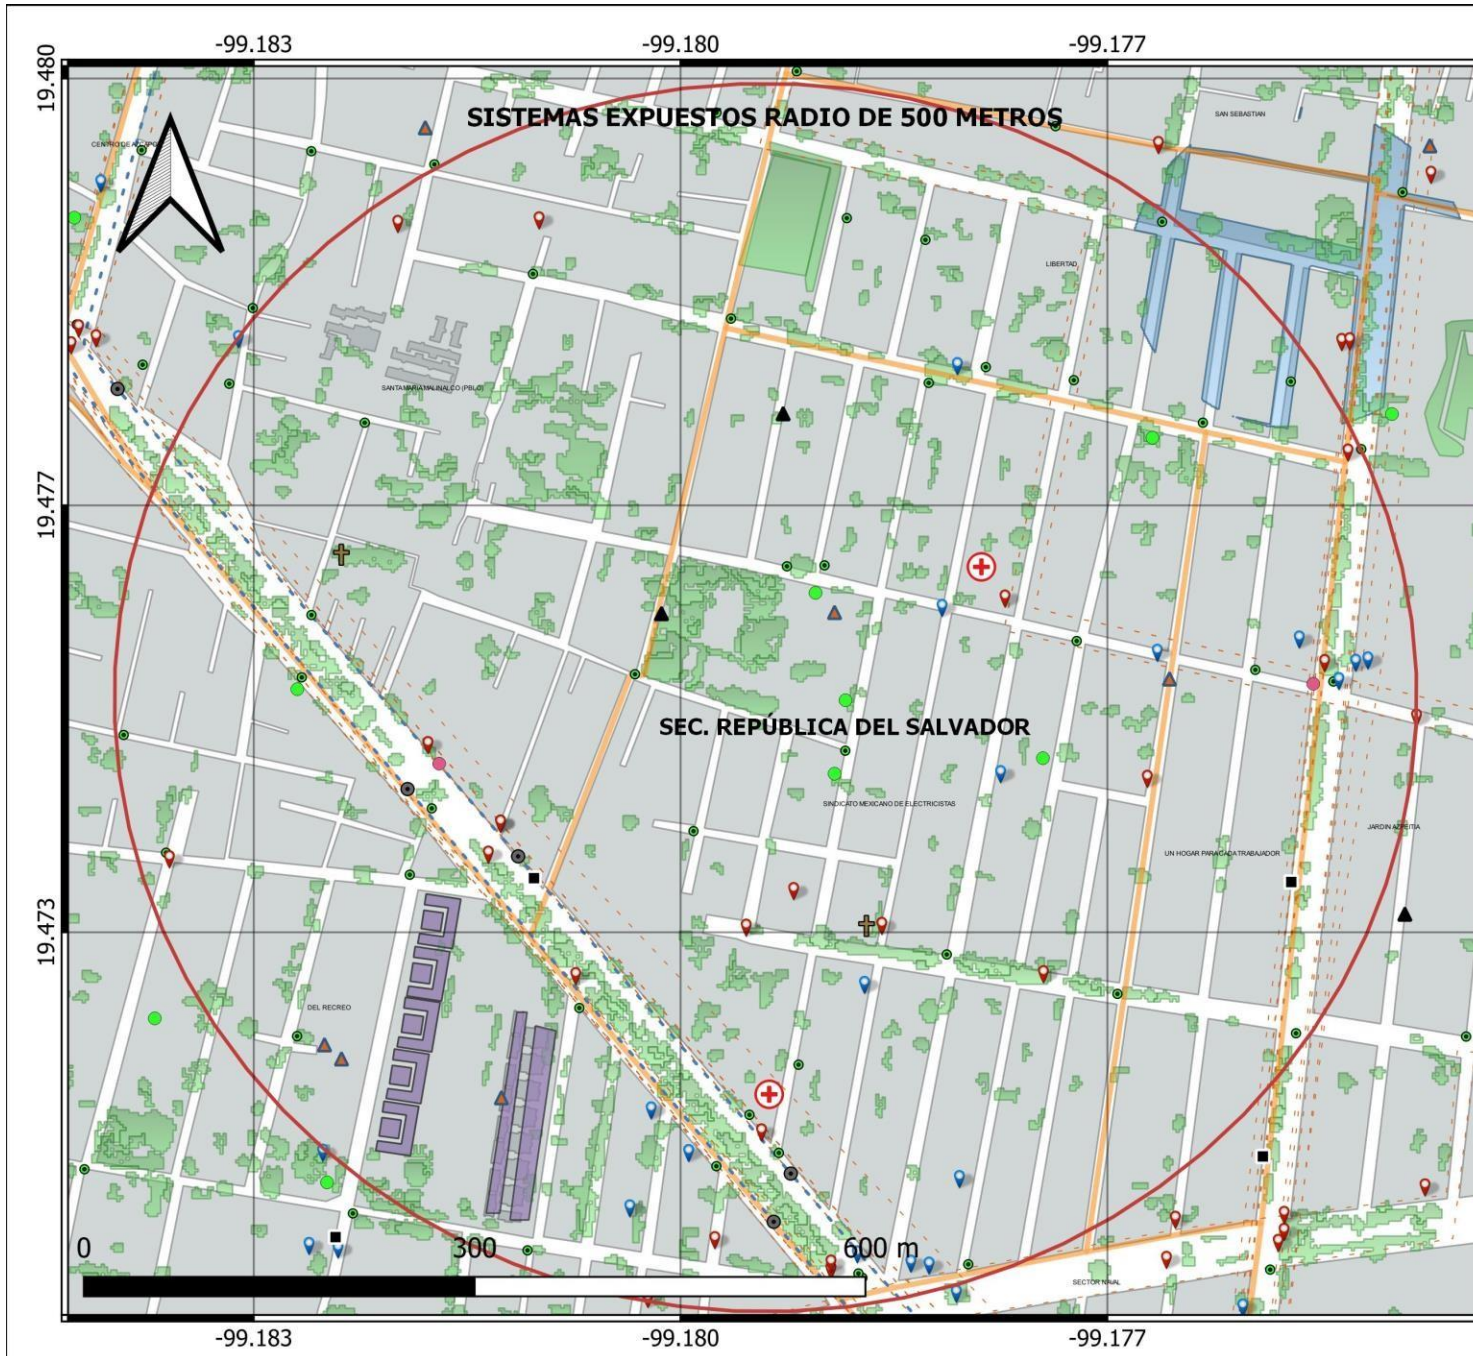 -99.183 -99.180 -99.177
19.480
SISTEMAS EXPUESTOS RADIO DE 500 METROS
SAN SEBASTIAN
LIBERTAD
SANTA MARIA MALINALCO (PBLO)
19.477
SEC. REPÚBLICA DEL SALVADOR
SINDICATO MEXICANO DE ELECTRICISTAS
JARDIN AZPEITIA
UN HOGAR PARA CADA TRABAJADOR
19.473
DEL RECREO
0 300 600 m
SECTOR NAVAL
-99.183 -99.180 -99.177